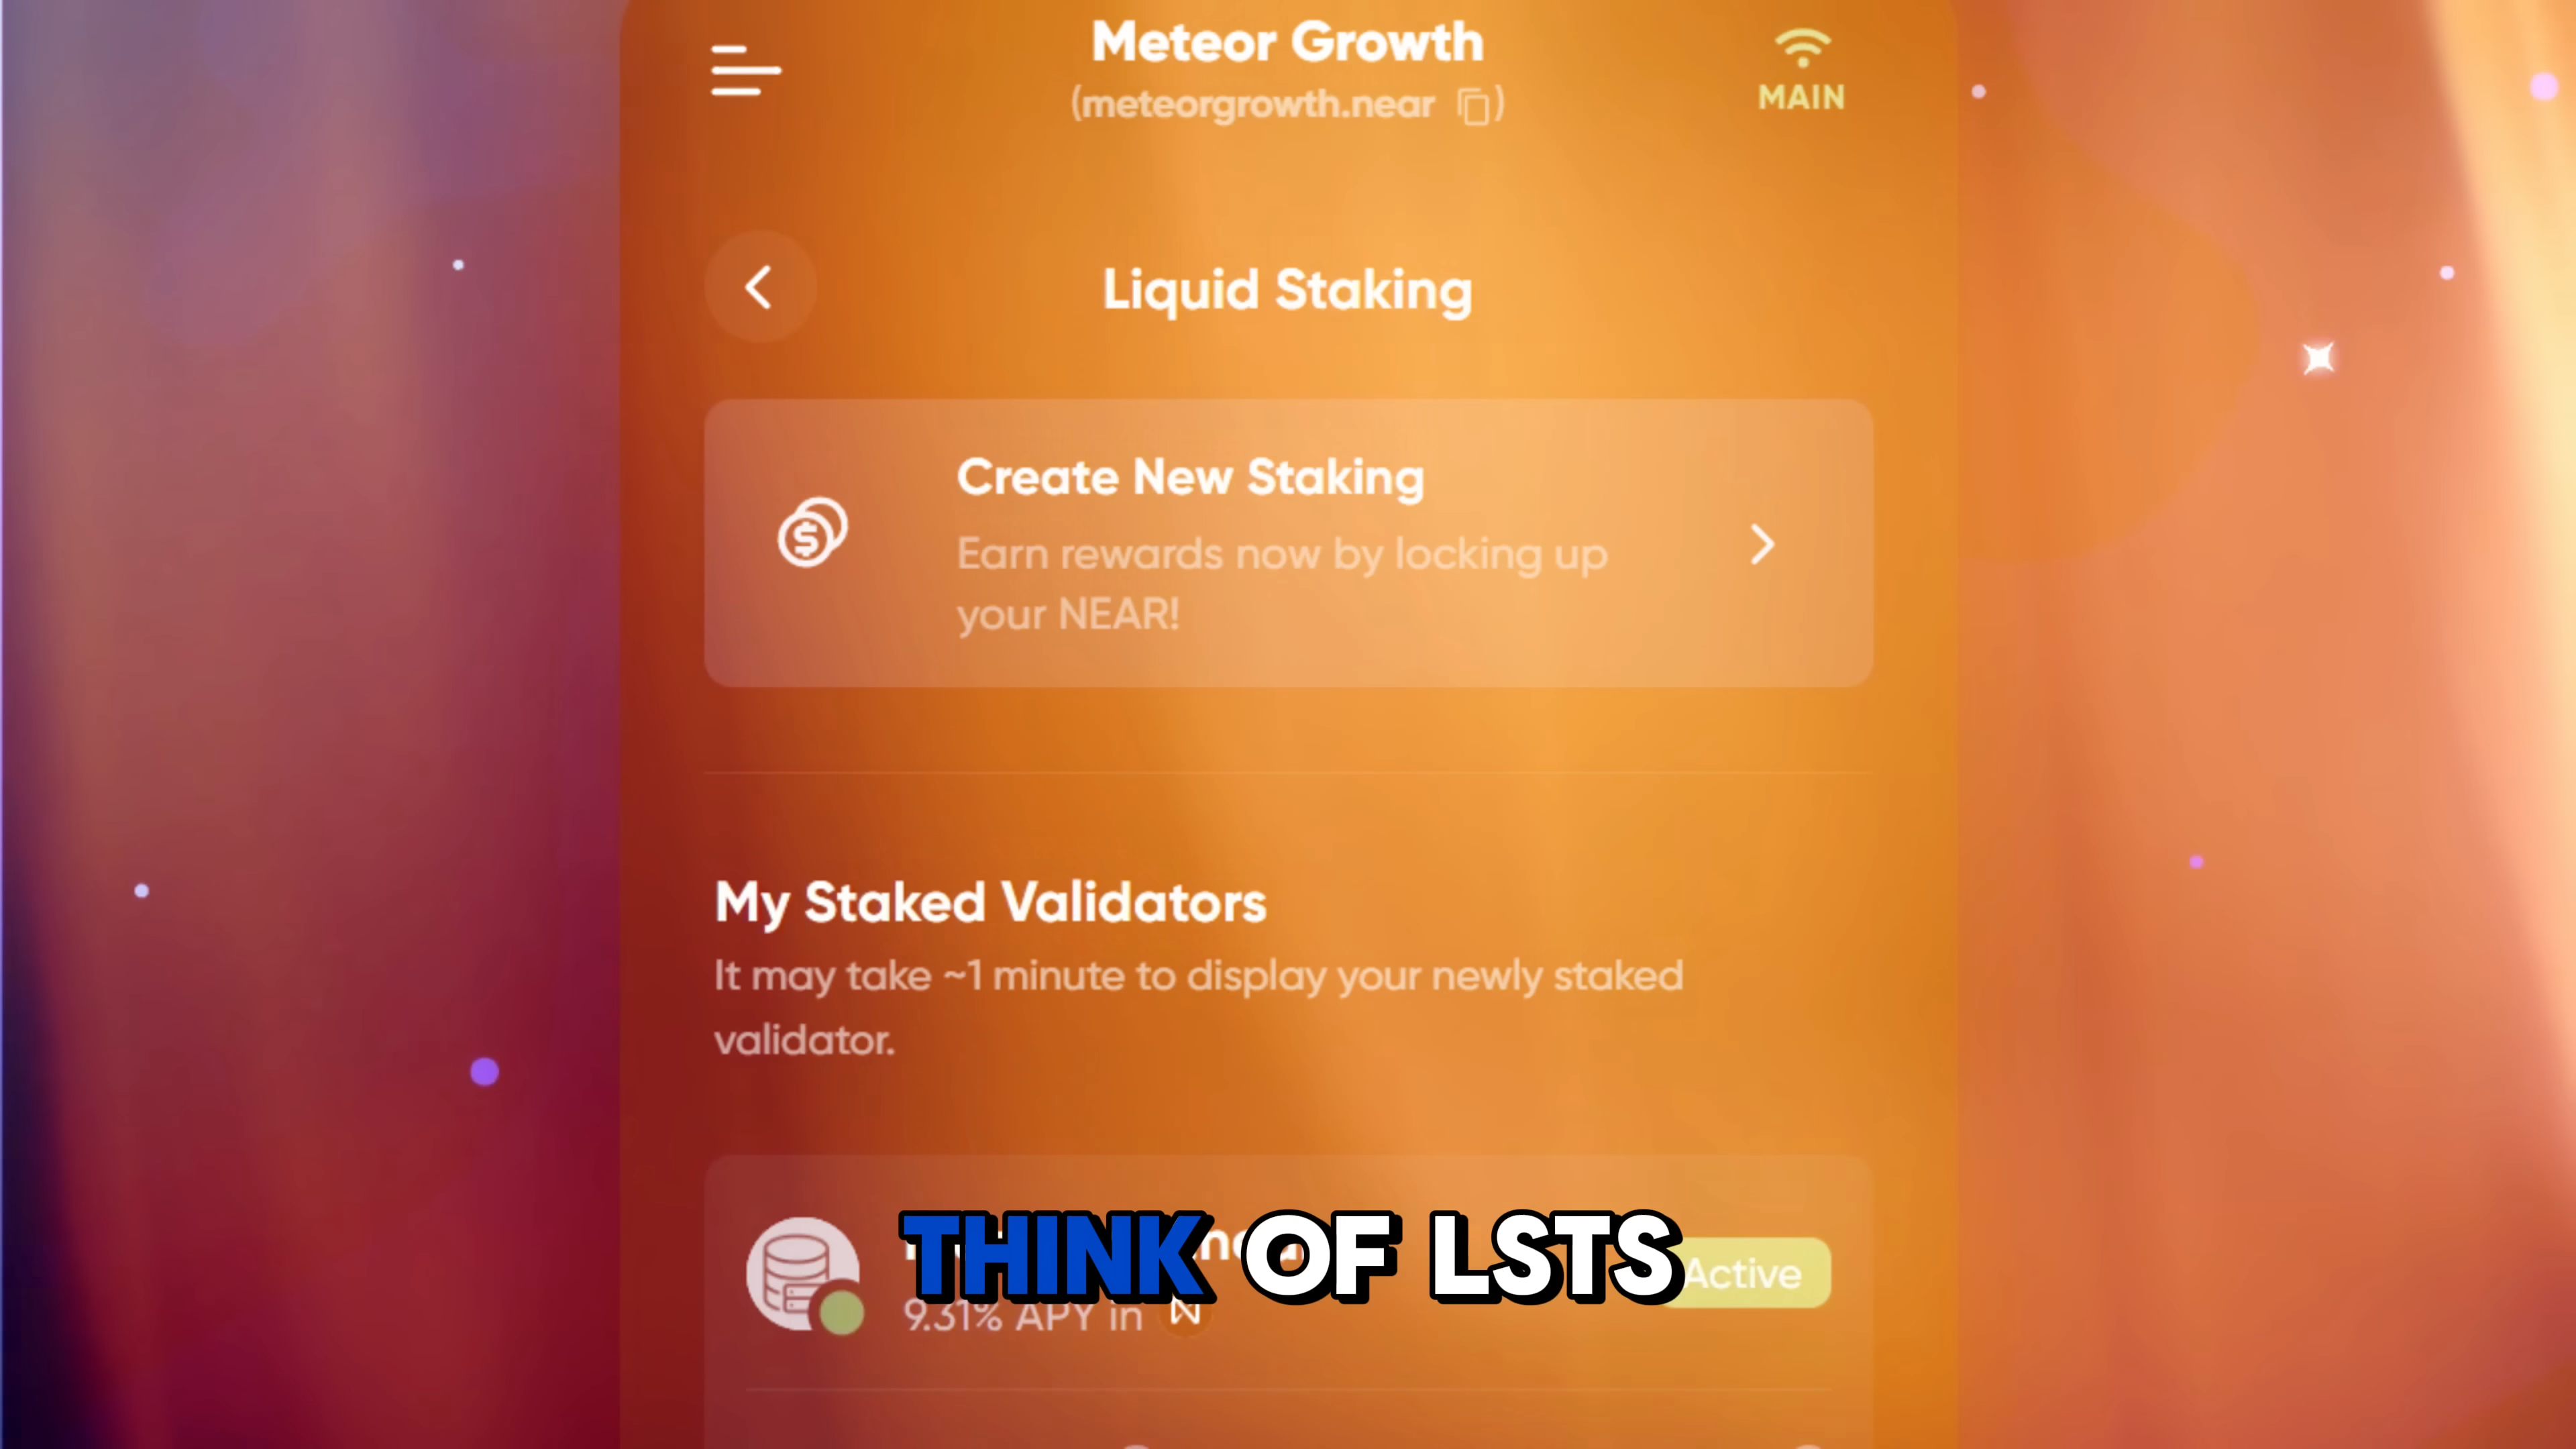 Meteor Growth
(meteorgrowth.near)
MAIN
Liquid Staking
Create New Staking
Earn rewards now by locking up
your NEAR!
My Staked Validators
It may take ~1 minute to display your newly staked
validator.
THINK OF LSTS
Active
9.31% APY in